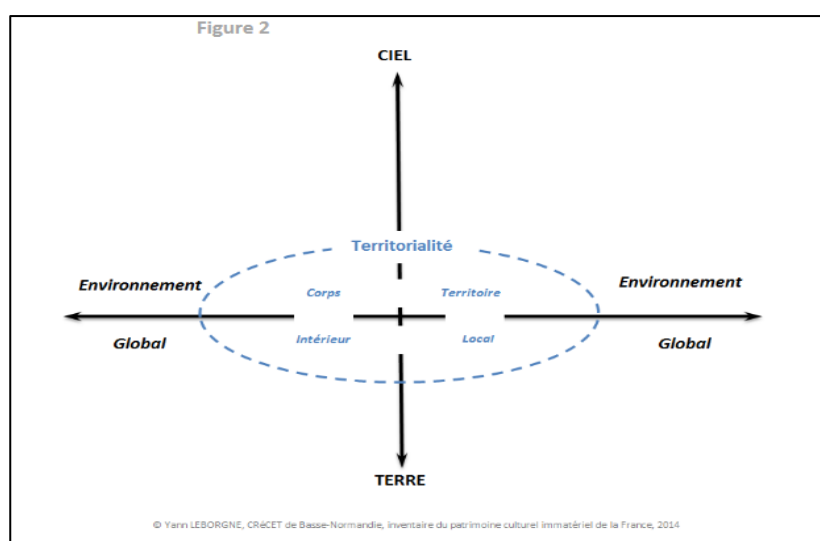 Figure 2
CIEL
Territorialité
Environnement
Corps
Territoire
Environnement
Global
Intérieur
Local
Global
TERRE
© Yann LEBORGNE, CRéCET de Basse-Normandie, inventaire du patrimoine culturel immatériel de la France, 2014